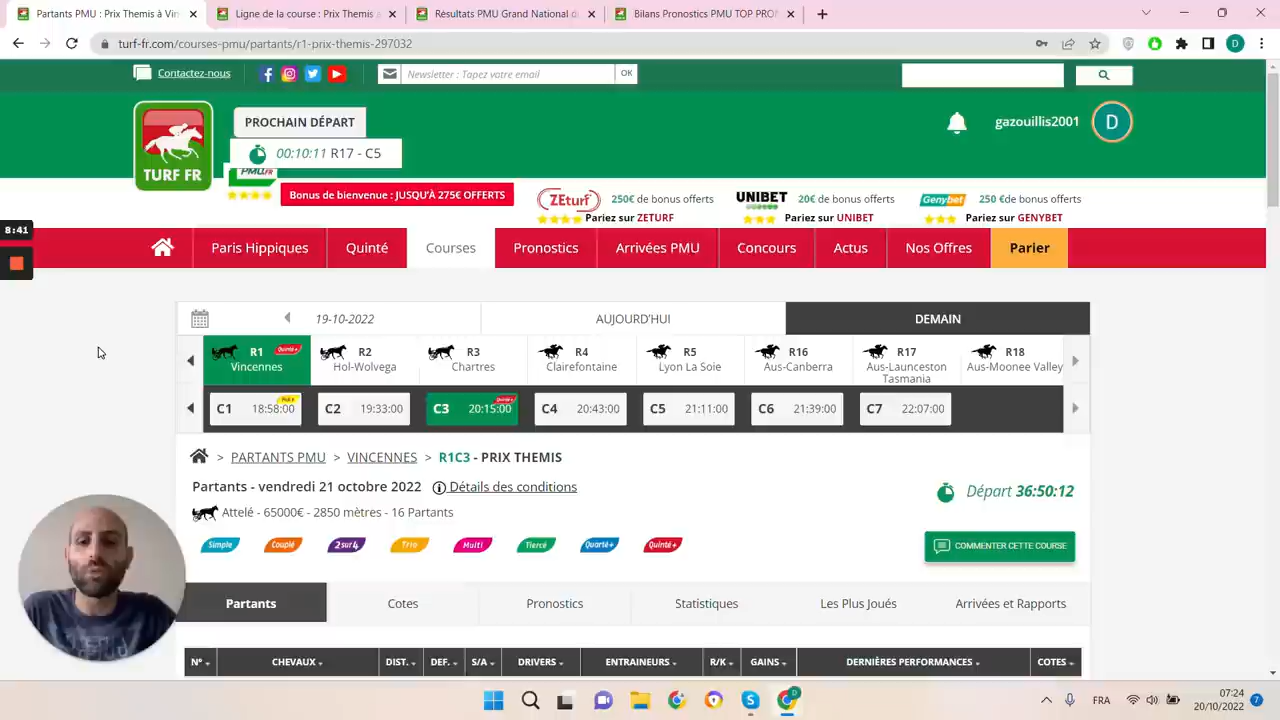 PMU : Partants à Vinc
Ligne de la course : R17 - C5
Pronostics PMU Grand National du
Bilans Pronostics PMU TOP PRO
turf-fr.com/courses-pmu/partants/r1-prix-themis-297032
D
Contactez-nous
Newsletter : Tapez votre email
OK
TURF FR
PROCHAIN DÉPART
00:10:11 R17 - C5
gazouillis2001
D
PMU.FR
Bonus de bienvenue : JUSQU'À 275€ OFFERTS
ZEturf
250€ de bonus offerts
Pariez sur ZETURF
UNIBET
20€ de bonus offerts
Pariez sur UNIBET
Genybet
250 €de bonus offerts
Pariez sur GENYBET
8:41
Paris Hippiques
Quinté
Courses
Pronostics
Arrivées PMU
Concours
Actus
Nos Offres
Parier
19-10-2022
AUJOURD'HUI
DEMAIN
R1
Quinté+
Vincennes
R2
Hol-Wolvega
R3
Chartres
R4
Clairefontaine
R5
Lyon La Soie
R16
Aus-Canberra
R17
Aus-Launceston
Tasmania
R18
Aus-Moonee Valley
C1 18:58:00
C2 19:33:00
C3 20:15:00
Quinté+
C4 20:43:00
C5 21:11:00
C6 21:39:00
C7 22:07:00
> PARTANTS PMU > VINCENNES > R1C3 - PRIX THEMIS
Partants - vendredi 21 octobre 2022
Détails des conditions
Départ 36:50:12
Attelé - 65000€ - 2850 mètres - 16 Partants
Simple
Couplé
2sur4
Trio
Multi
Tiercé
Quarté+
Quinté+
COMMENTER CETTE COURSE
Partants
Cotes
Pronostics
Statistiques
Les Plus Joués
Arrivées et Rapports
N°
CHEVAUX
DIST.
DEF.
S/A
DRIVERS
ENTRAINEURS
R/K
GAINS
DERNIÈRES PERFORMANCES
COTES
FRA
07:24
20/10/2022
7